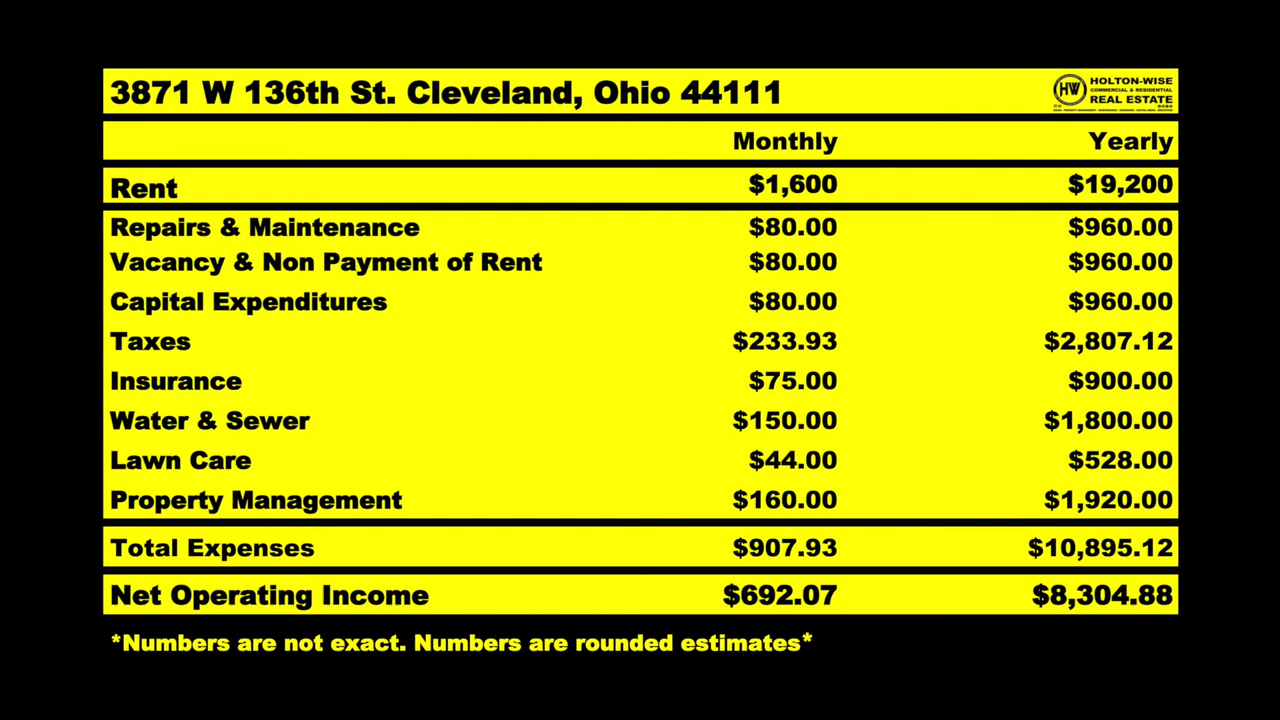 3871 W 136th St. Cleveland, Ohio 44111
HW
HOLTON-WISE
COMMERCIAL & RESIDENTIAL
REAL ESTATE
Monthly Yearly
Rent $1,600 $19,200
Repairs & Maintenance $80.00 $960.00
Vacancy & Non Payment of Rent $80.00 $960.00
Capital Expenditures $80.00 $960.00
Taxes $233.93 $2,807.12
Insurance $75.00 $900.00
Water & Sewer $150.00 $1,800.00
Lawn Care $44.00 $528.00
Property Management $160.00 $1,920.00
Total Expenses $907.93 $10,895.12
Net Operating Income $692.07 $8,304.88
*Numbers are not exact. Numbers are rounded estimates*